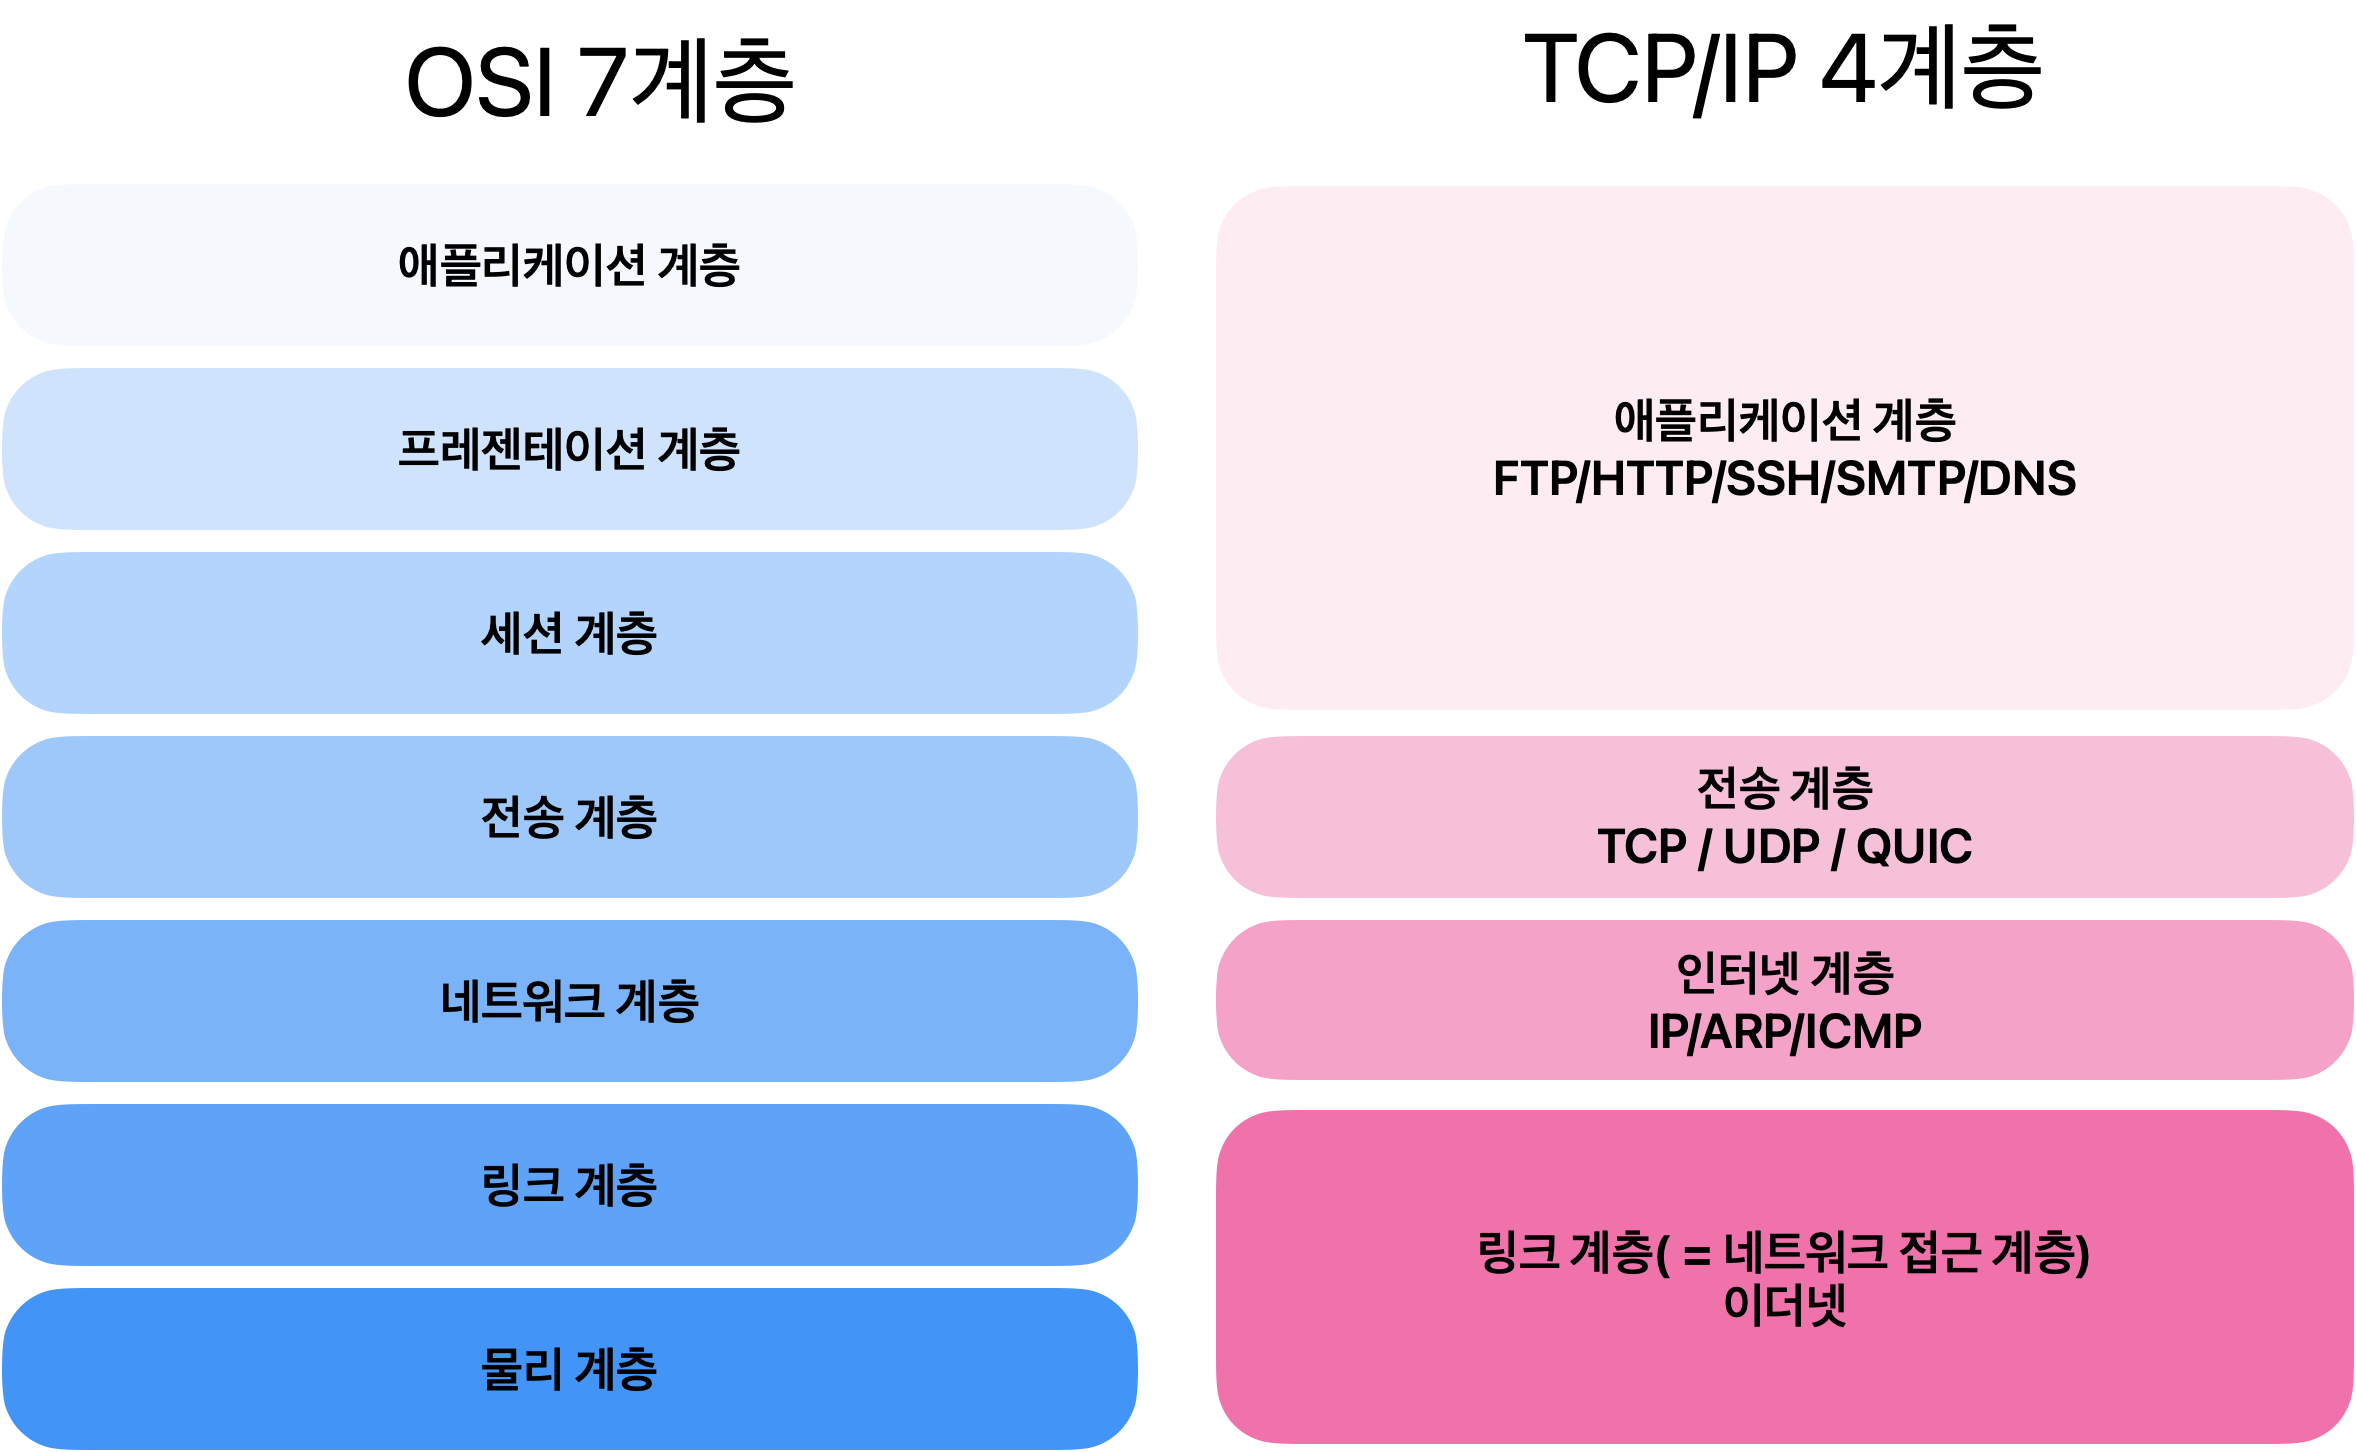 OSI 7계층
애플리케이션 계층
프레젠테이션 계층
세션 계층
전송 계층
네트워크 계층
링크 계층
물리 계층
TCP/IP 4계층
애플리케이션 계층
FTP/HTTP/SSH/SMTP/DNS
전송 계층
TCP / UDP / QUIC
인터넷 계층
IP/ARP/ICMP
링크 계층( = 네트워크 접근 계층)
이더넷